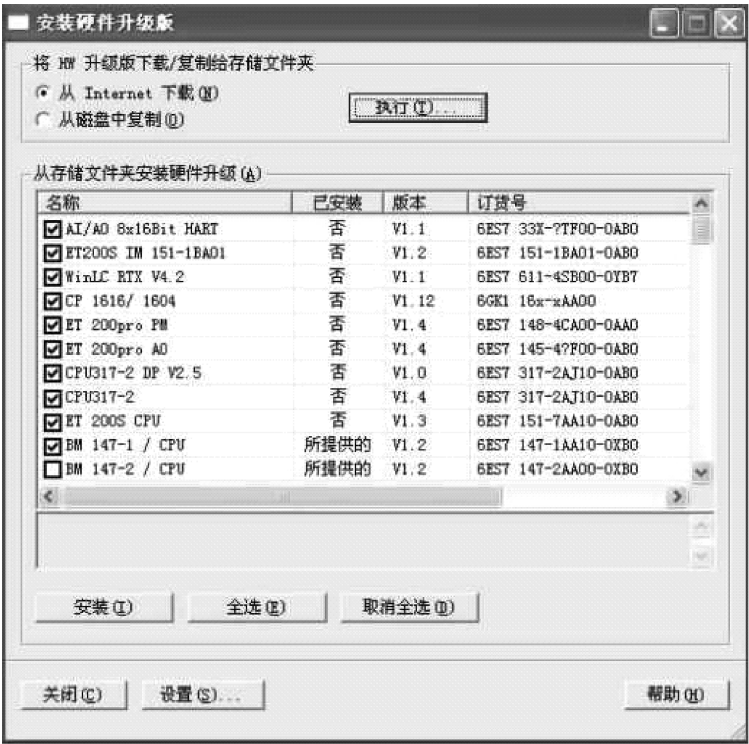 安装硬件升级版
将 HW 升级版下载/复制给存储文件夹
从 Internet 下载(N)
从磁盘中复制(O)
执行(T)...
从存储文件夹安装硬件升级(A)
名称 已安装 版本 订货号
AI/AO 8x16Bit HART 否 V1.1 6ES7 33X-?TF00-0AB0
ET200S IM 151-1BA01 否 V1.2 6ES7 151-1BA01-0AB0
WinLC RTX V4.2 否 V1.1 6ES7 611-4SB00-0YB7
CP 1616/ 1604 否 V1.12 6GK1 16x-xAA00
ET 200pro PM 否 V1.4 6ES7 148-4CA00-0AA0
ET 200pro AO 否 V1.4 6ES7 145-4?F00-0AB0
CPU317-2 DP V2.5 否 V1.0 6ES7 317-2AJ10-0AB0
CPU317-2 否 V1.4 6ES7 317-2AJ10-0AB0
ET 200S CPU 否 V1.3 6ES7 151-7AA10-0AB0
BM 147-1 / CPU 所提供的 V1.2 6ES7 147-1AA10-0XB0
BM 147-2 / CPU 所提供的 V1.2 6ES7 147-2AA00-0XB0
安装(I) 全选(E) 取消全选(D)
关闭(C) 设置(S)... 帮助(H)